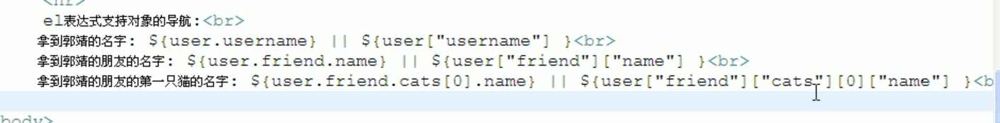 <hr>
el表达式支持对象的导航:<br>
拿到郭靖的名字: ${user.username} || ${user["username"] }<br>
拿到郭靖的朋友的名字: ${user.friend.name} || ${user["friend"]["name"] }<br>
拿到郭靖的朋友的第一只猫的名字: ${user.friend.cats[0].name} || ${user["friend"]["cats"][0]["name"] }<b
body>